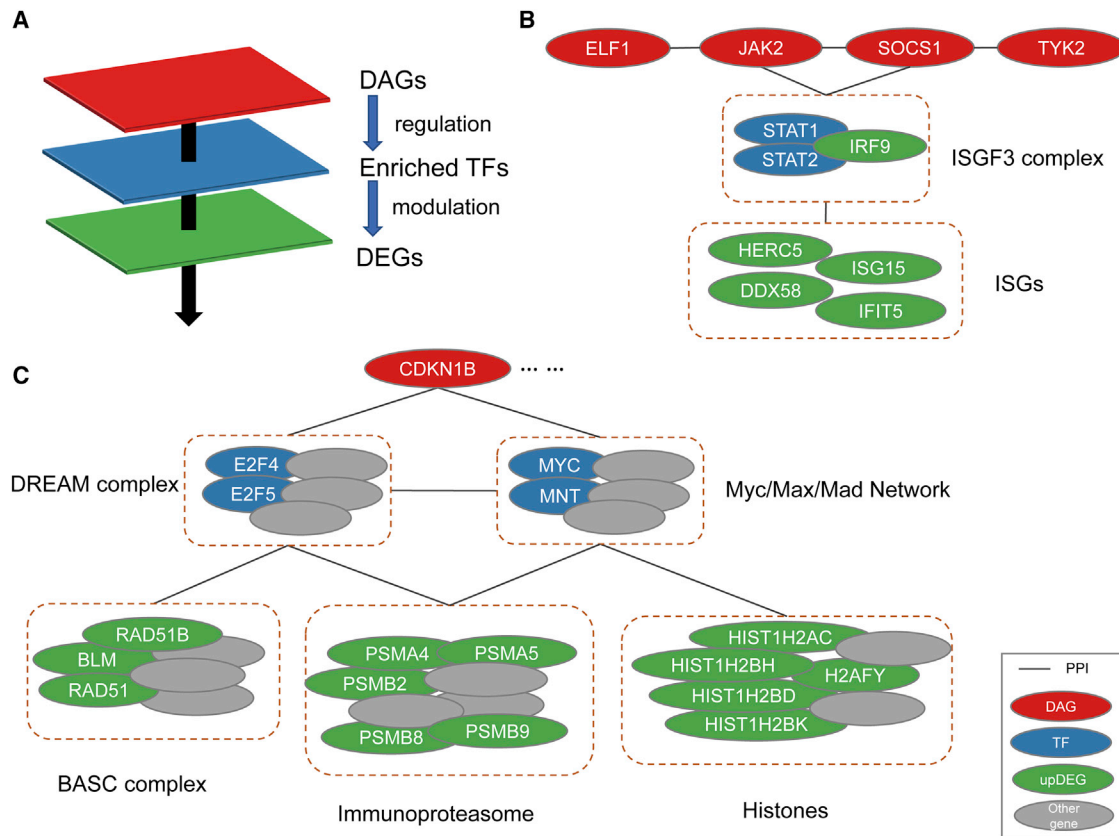 A
DAGs
regulation
Enriched TFs
modulation
DEGs
B
ELF1
JAK2
SOCS1
TYK2
STAT1
STAT2
IRF9
ISGF3 complex
HERC5
ISG15
DDX58
IFIT5
ISGs
C
CDKN1B
... ...
DREAM complex
E2F4
E2F5
MYC
MNT
Myc/Max/Mad Network
RAD51B
BLM
RAD51
BASC complex
PSMA4
PSMA5
PSMB2
PSMB8
PSMB9
Immunoproteasome
HIST1H2AC
HIST1H2BH
H2AFY
HIST1H2BD
HIST1H2BK
Histones
PPI
DAG
TF
upDEG
Other
gene